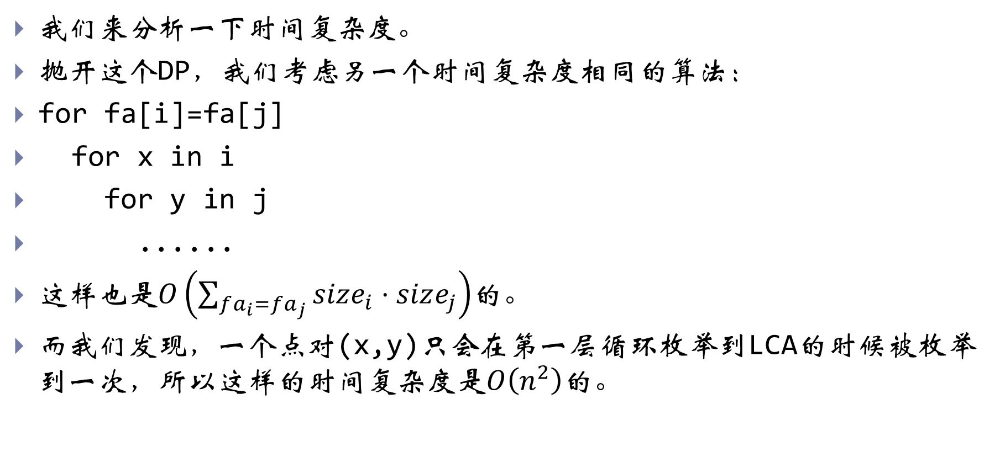 我们来分析一下时间复杂度。
抛开这个DP，我们考虑另一个时间复杂度相同的算法：
for fa[i]=fa[j]
for x in i
for y in j
......
这样也是O(∑_{fa_i=fa_j} size_i · size_j)的。
而我们发现，一个点对(x,y)只会在第一层循环枚举到LCA的时候被枚举
到一次，所以这样的时间复杂度是O(n²)的。